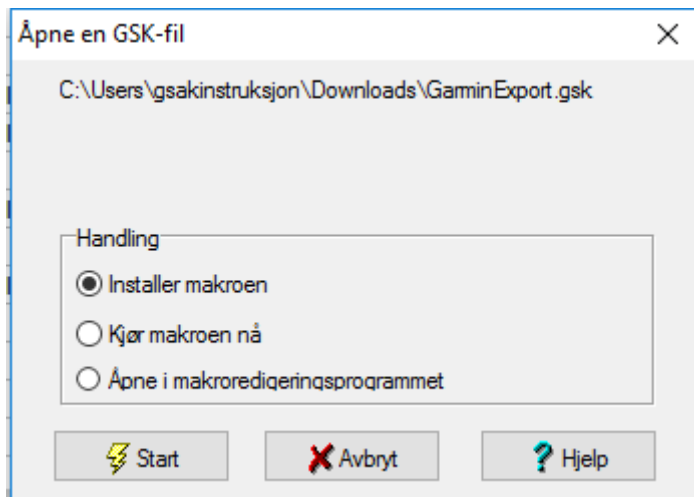 Åpne en GSK-fil
C:\Users\gsakinstruksjon\Downloads\GarminExport.gsk
Handling
Installer makroen
Kjør makroen nå
Åpne i makroredigeringsprogrammet
Start
Avbryt
Hjelp